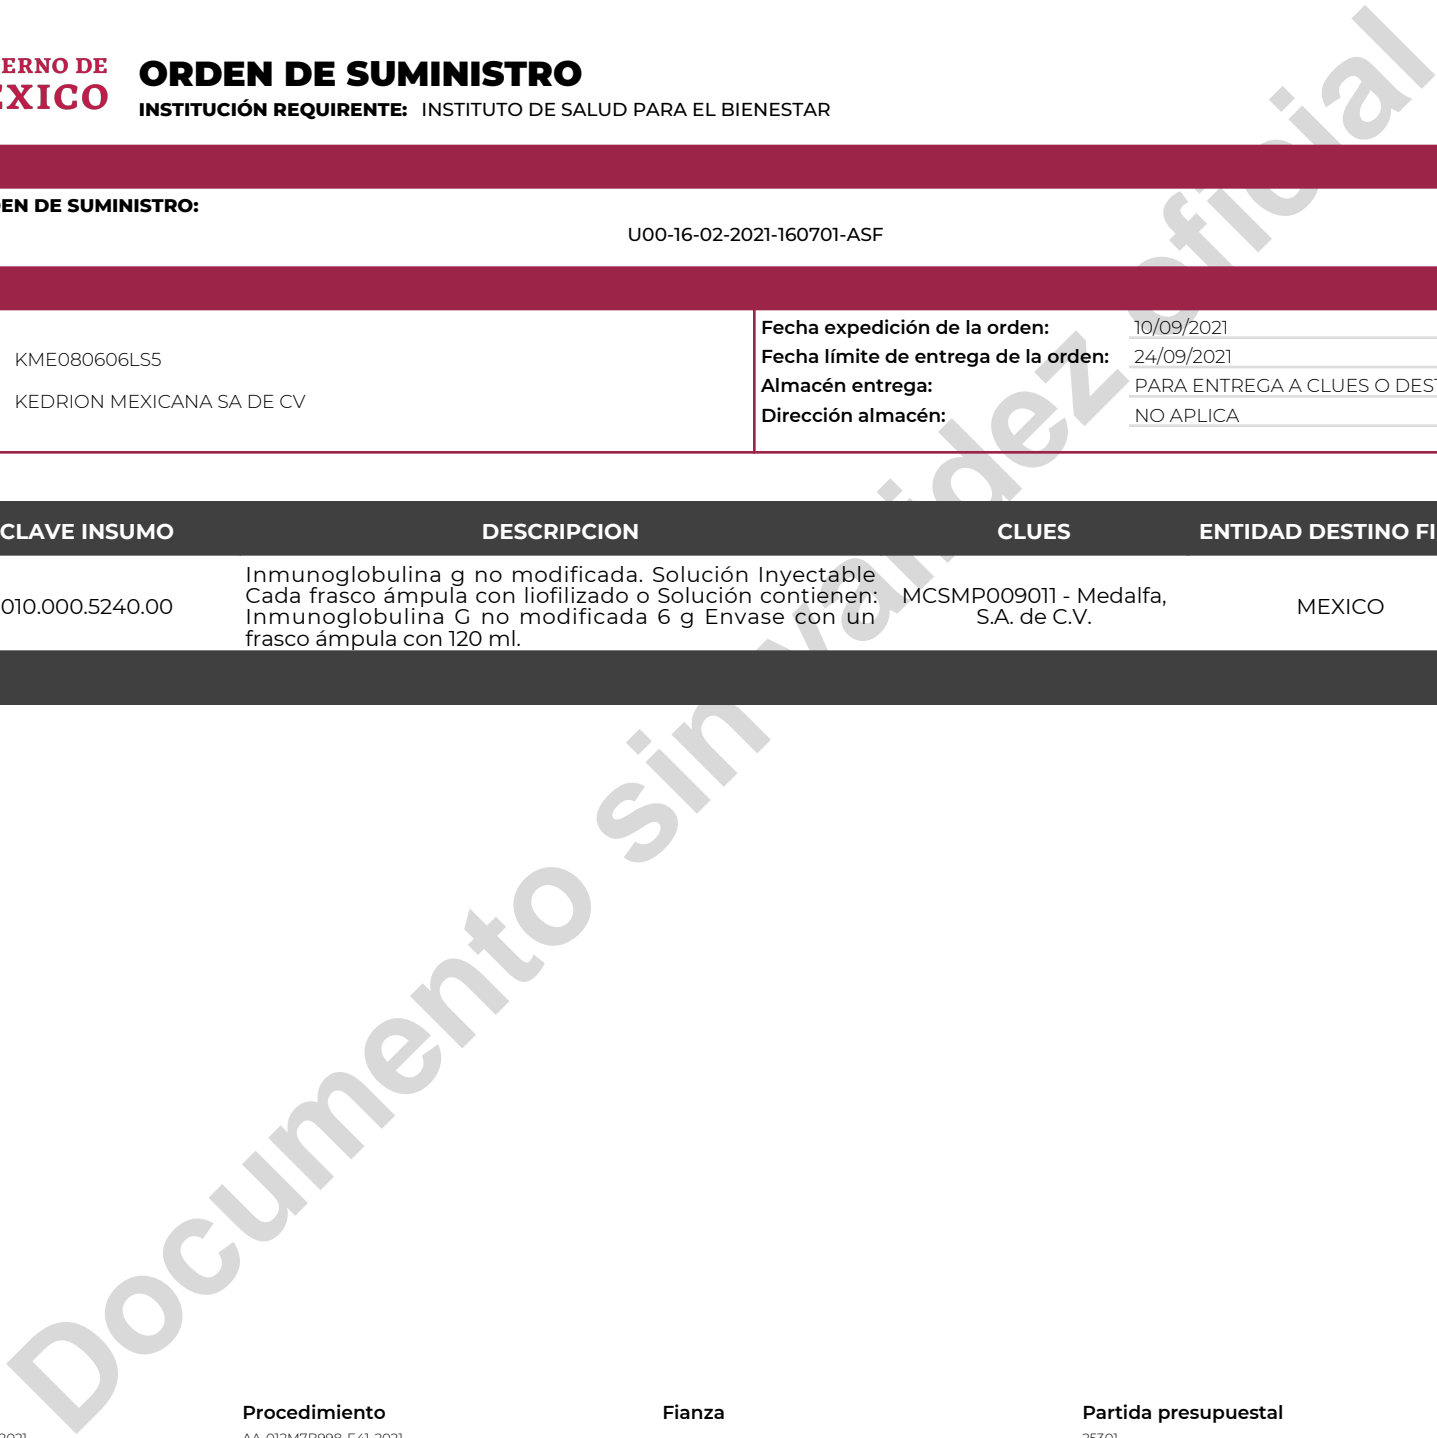 ERNO DE
EXICO
ORDEN DE SUMINISTRO
INSTITUCIÓN REQUIRENTE: INSTITUTO DE SALUD PARA EL BIENESTAR
EN DE SUMINISTRO:
U00-16-02-2021-160701-ASF
KME080606LS5
KEDRION MEXICANA SA DE CV
Fecha expedición de la orden: 10/09/2021
Fecha límite de entrega de la orden: 24/09/2021
Almacén entrega: PARA ENTREGA A CLUES O DEST
Dirección almacén: NO APLICA
CLAVE INSUMO DESCRIPCION CLUES ENTIDAD DESTINO FI
010.000.5240.00
Inmunoglobulina g no modificada. Solución Inyectable
Cada frasco ámpula con liofilizado o Solución contienen:
Inmunoglobulina G no modificada 6 g Envase con un
frasco ámpula con 120 ml.
MCSMP009011 - Medalfa,
S.A. de C.V.
MEXICO
Documento sin validez oficial
Procedimiento Fianza Partida presupuestal